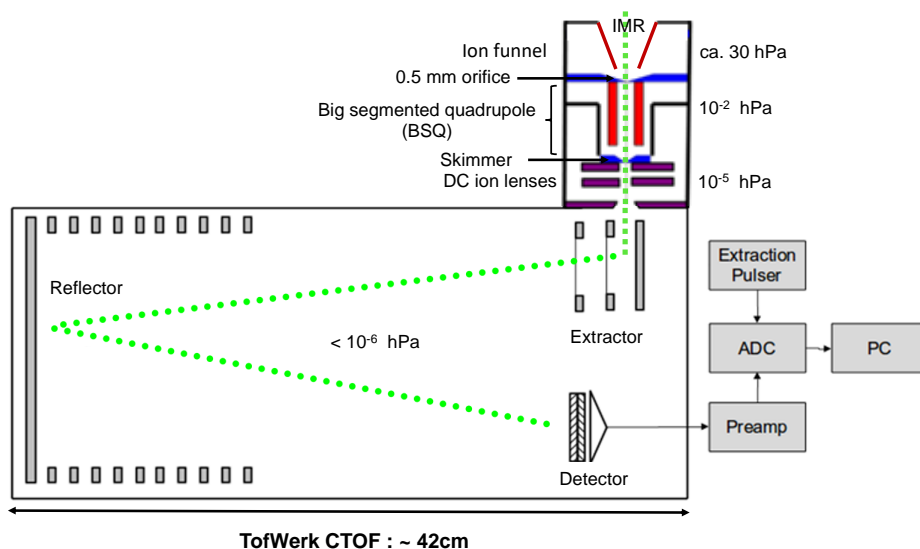 IMR
Ion funnel
ca. 30 hPa
0.5 mm orifice
Big segmented quadrupole
(BSQ)
10⁻² hPa
Skimmer
DC ion lenses
10⁻⁵ hPa
Reflector
< 10⁻⁶ hPa
Extractor
Extraction
Pulser
ADC
PC
Preamp
Detector
TofWerk CTOF : ~ 42cm